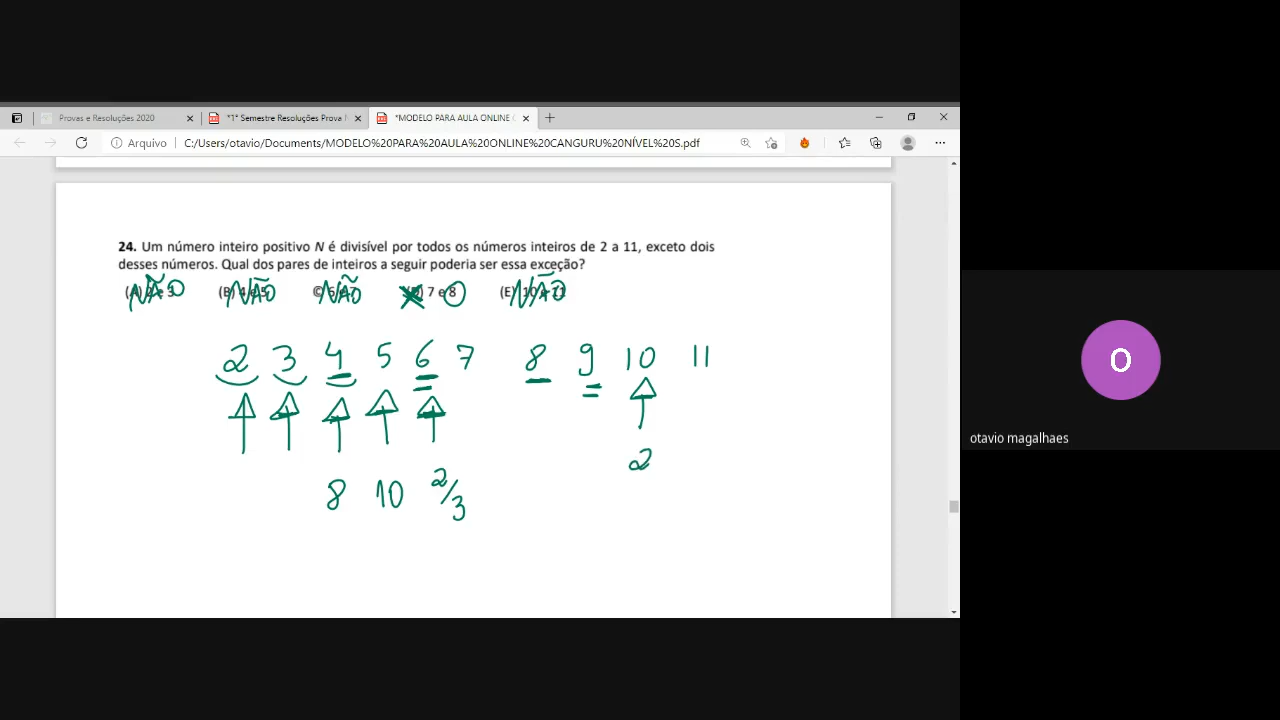 Provas e Resoluções 2020
*1° Semestre Resoluções Prova
*MODELO PARA AULA ONLINE
Arquivo C:/Users/otavio/Documents/MODELO%20PARA%20AULA%20ONLINE%20CANGURU%20NÍVEL%20S.pdf
24. Um número inteiro positivo N é divisível por todos os números inteiros de 2 a 11, exceto dois
desses números. Qual dos pares de inteiros a seguir poderia ser essa exceção?
NÃO NÃO NÃO 7 e 8 (E) NÃO
2 3 4 5 6 7 8 9 10 11
2
8 10 2/3
O
otavio magalhaes